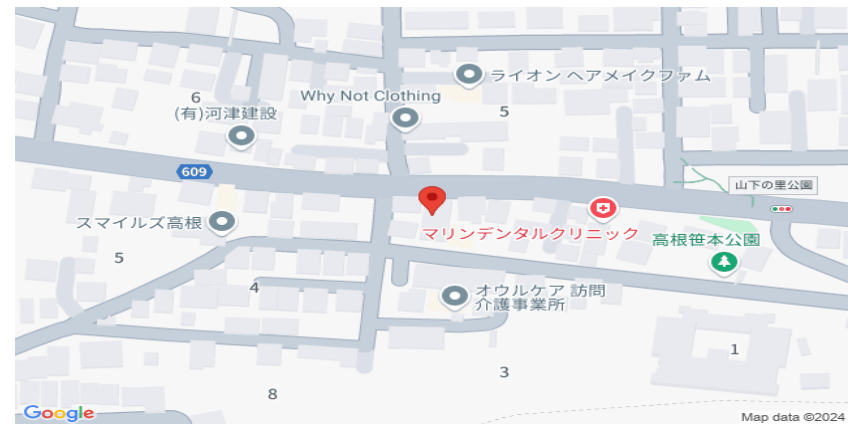 ライオン ヘアメイクファム
6
Why Not Clothing
5
(有)河津建設
609
山下の里公園
スマイルズ高根
マリンデンタルクリニック
高根笹本公園
5
4
オウルケア 訪問
介護事業所
1
3
8
Google
Map data ©2024